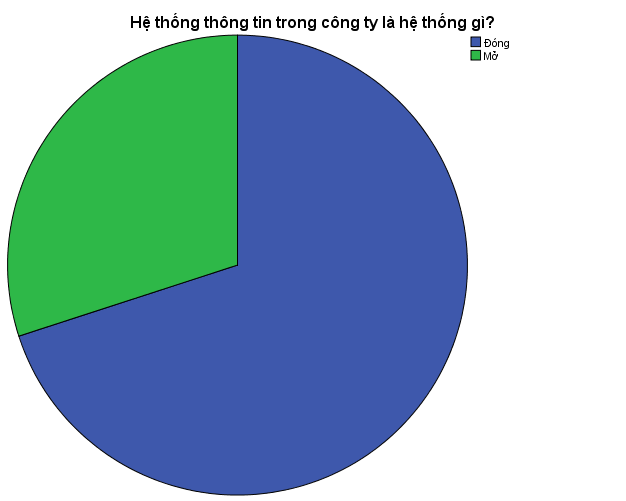 Hệ thống thông tin trong công ty là hệ thống gì?
Đóng
Mở